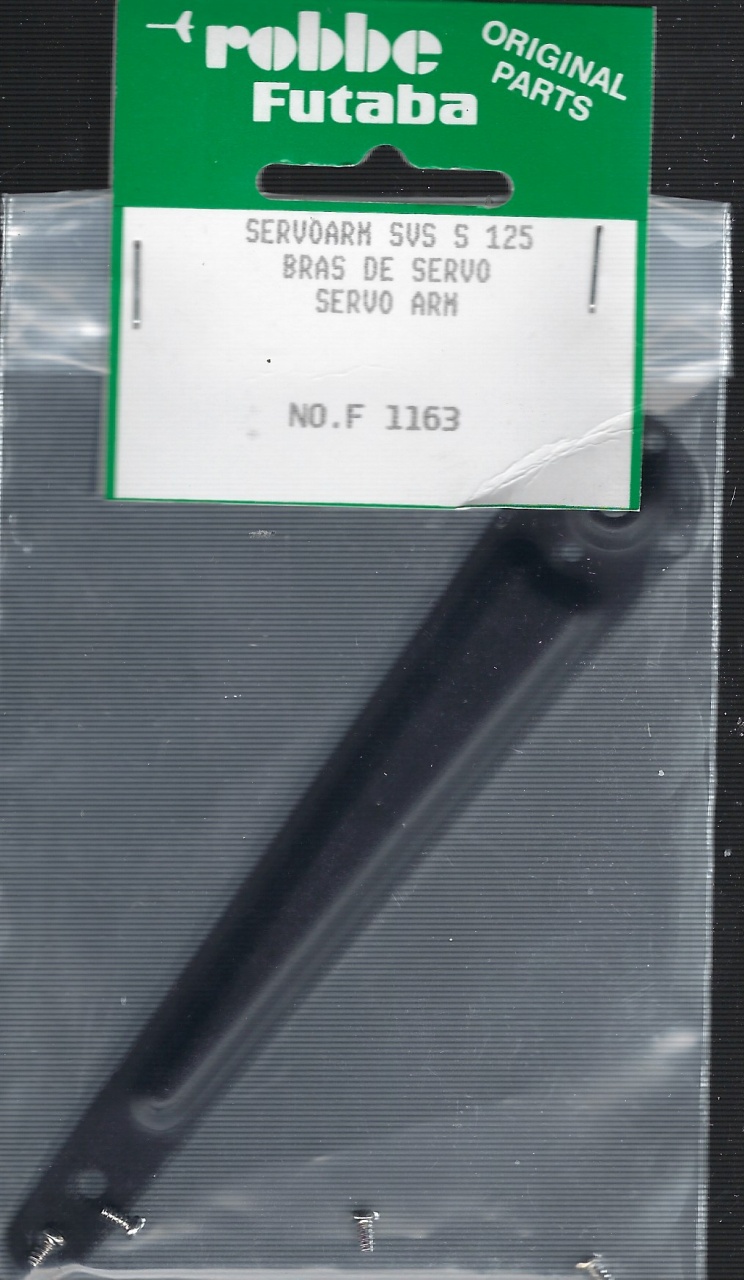 robbe
Futaba
ORIGINAL
PARTS
SERVOARM SVS S 125
BRAS DE SERVO
SERVO ARM
NO.F 1163